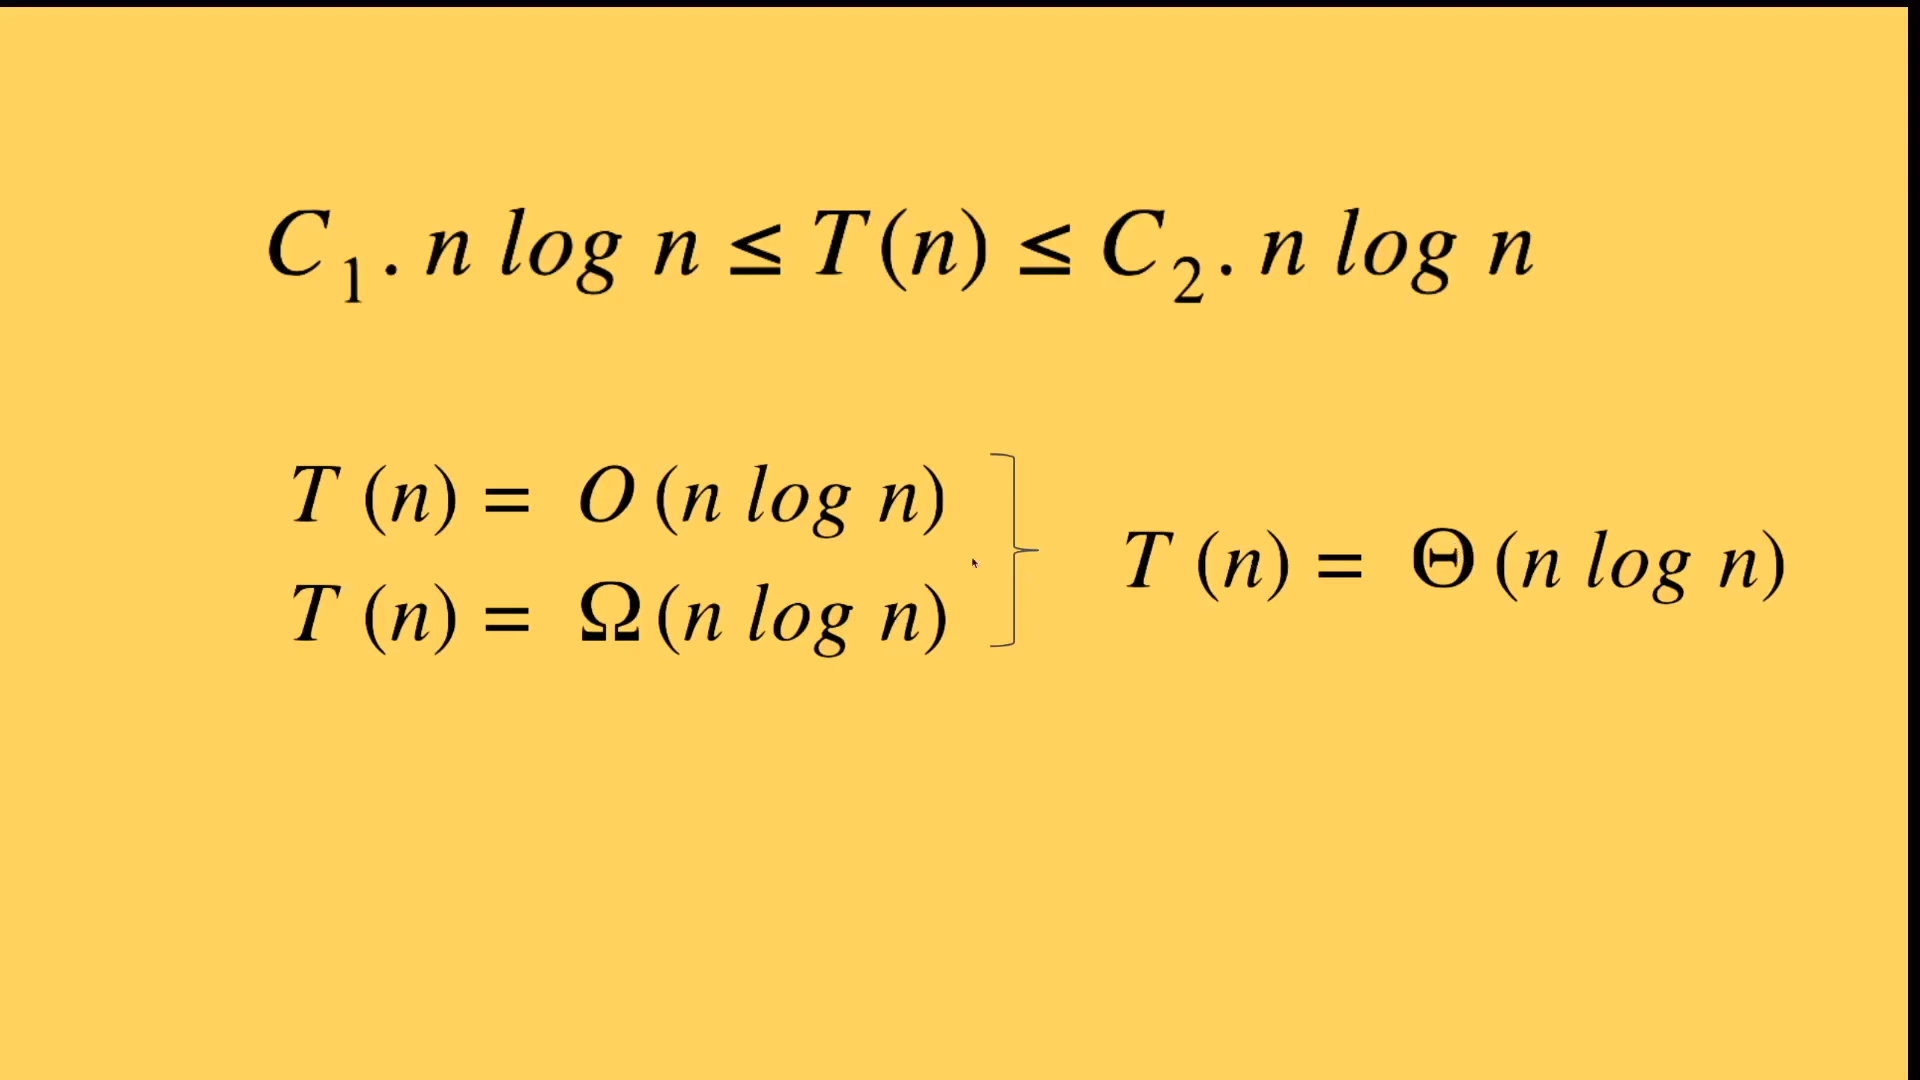 C₁ . n log n ≤ T(n) ≤ C₂ . n log n
T (n) = O (n log n)
T (n) = Ω (n log n)
T (n) = Θ (n log n)